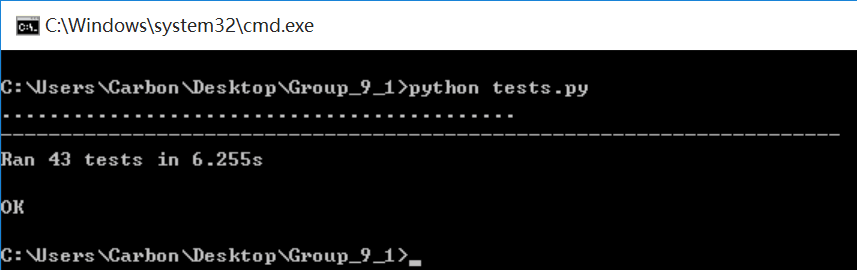 C:\Windows\system32\cmd.exe
C:\Users\Carbon\Desktop\Group_9_1>python tests.py
...........................................
----------------------------------------------------------------------
Ran 43 tests in 6.255s
OK
C:\Users\Carbon\Desktop\Group_9_1>_